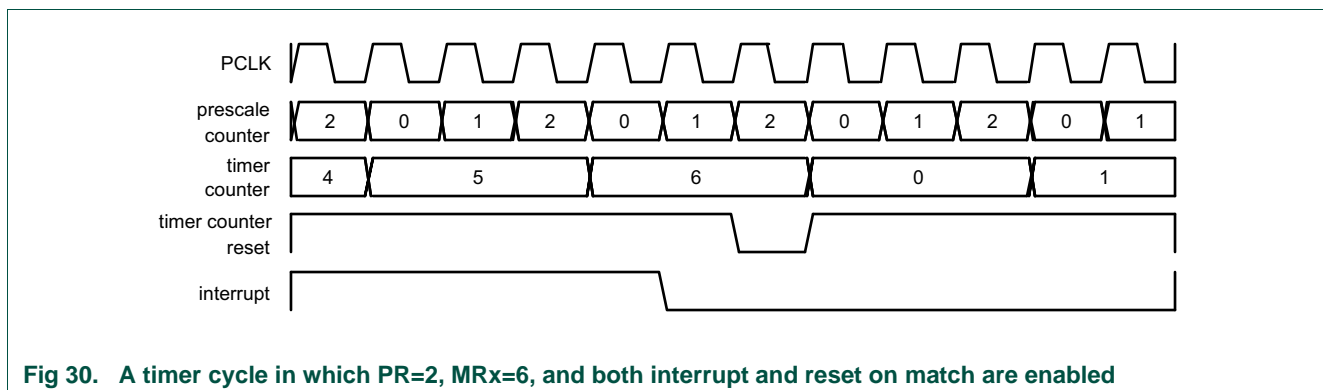 PCLK
prescale
counter
2 0 1 2 0 1 2 0 1 2 0 1
timer
counter
4 5 6 0 1
timer counter
reset
interrupt
Fig 30. A timer cycle in which PR=2, MRx=6, and both interrupt and reset on match are enabled